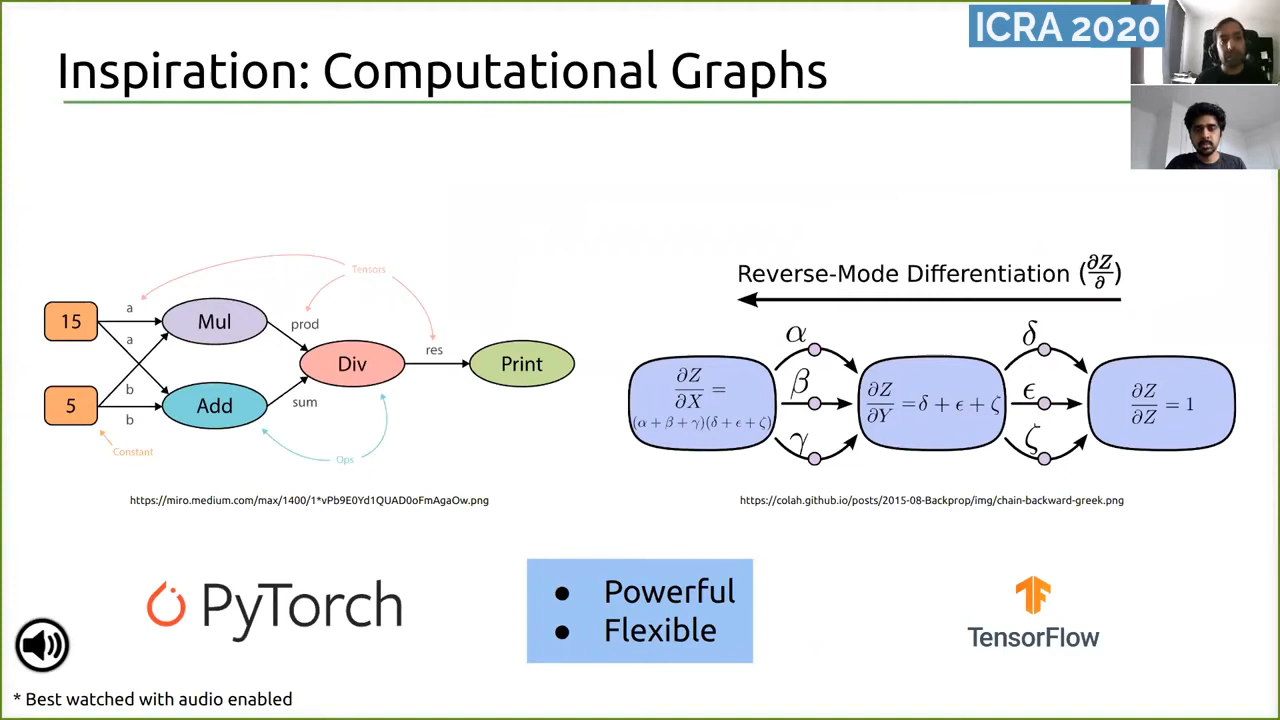 ICRA 2020
Inspiration: Computational Graphs
Tensors
15
a
Mul
prod
a
Div
res
Print
5
b
b
Add
sum
Constant
Ops
https://miro.medium.com/max/1400/1*vPb9E0Yd1QUAD0oFmAgaOw.png
Reverse-Mode Differentiation (∂Z/∂)
α
β
γ
δ
ϵ
ζ
∂Z/∂X =
(α + β + γ)(δ + ϵ + ζ)
∂Z/∂Y = δ + ϵ + ζ
∂Z/∂Z = 1
https://colah.github.io/posts/2015-08-Backprop/img/chain-backward-greek.png
PyTorch
● Powerful
● Flexible
TensorFlow
* Best watched with audio enabled